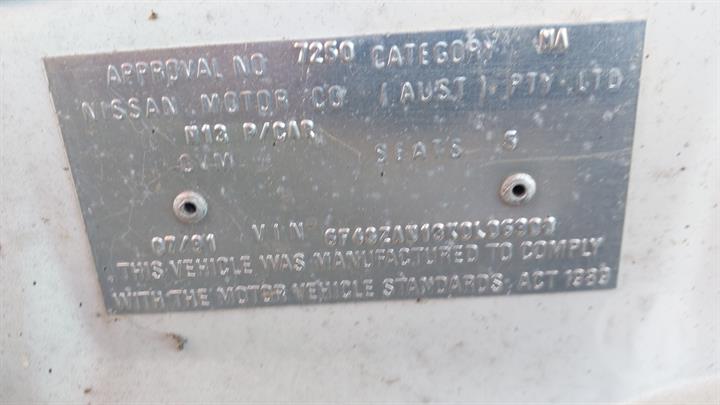 APPROVAL NO 7250 CATEGORY MA
NISSAN MOTOR CO (AUST) PTY LTD
N13 P/CAR
GVM SEATS 5
07/91 VIN
THIS VEHICLE WAS MANUFACTURED TO COMPLY
WITH THE MOTOR VEHICLE STANDARDS ACT 1989